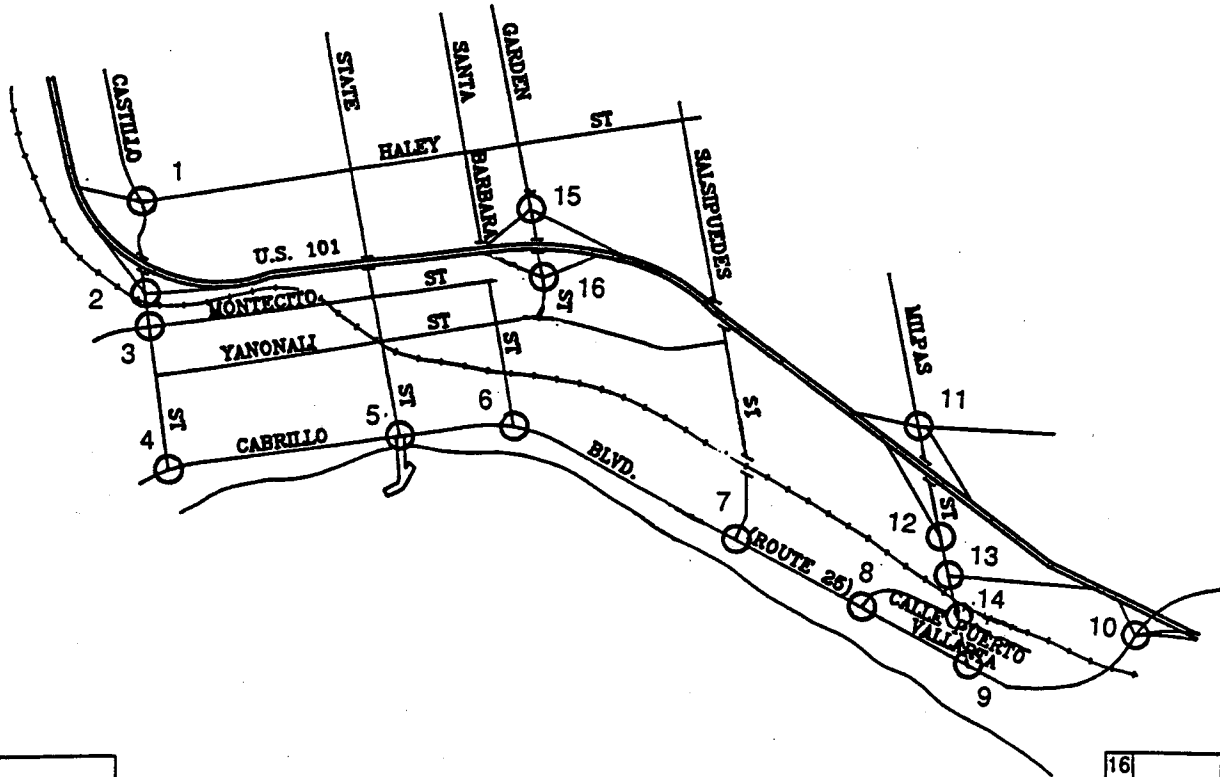 CASTILLO
STATE
SANTA
BARBARA
GARDEN
HALEY
ST
SALSIPUEDES
1
15
U.S. 101
2
MONTECITO
ST
16
ST
3
YANONALI
ST
ST
MILPAS
ST
4
CABRILLO
5
ST
6
ST
BLVD.
11
7
(ROUTE 25)
12
ST
13
8
CALLE PUERTO
VALLARTA
14
9
10
16